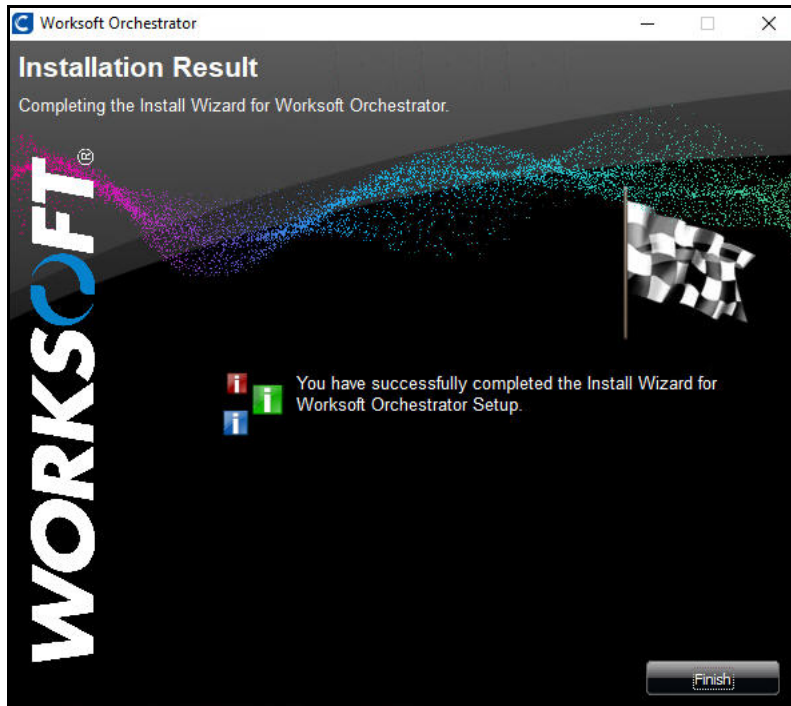 Worksoft Orchestrator
Installation Result
Completing the Install Wizard for Worksoft Orchestrator.
WORKSOFT®
You have successfully completed the Install Wizard for
Worksoft Orchestrator Setup.
Finish